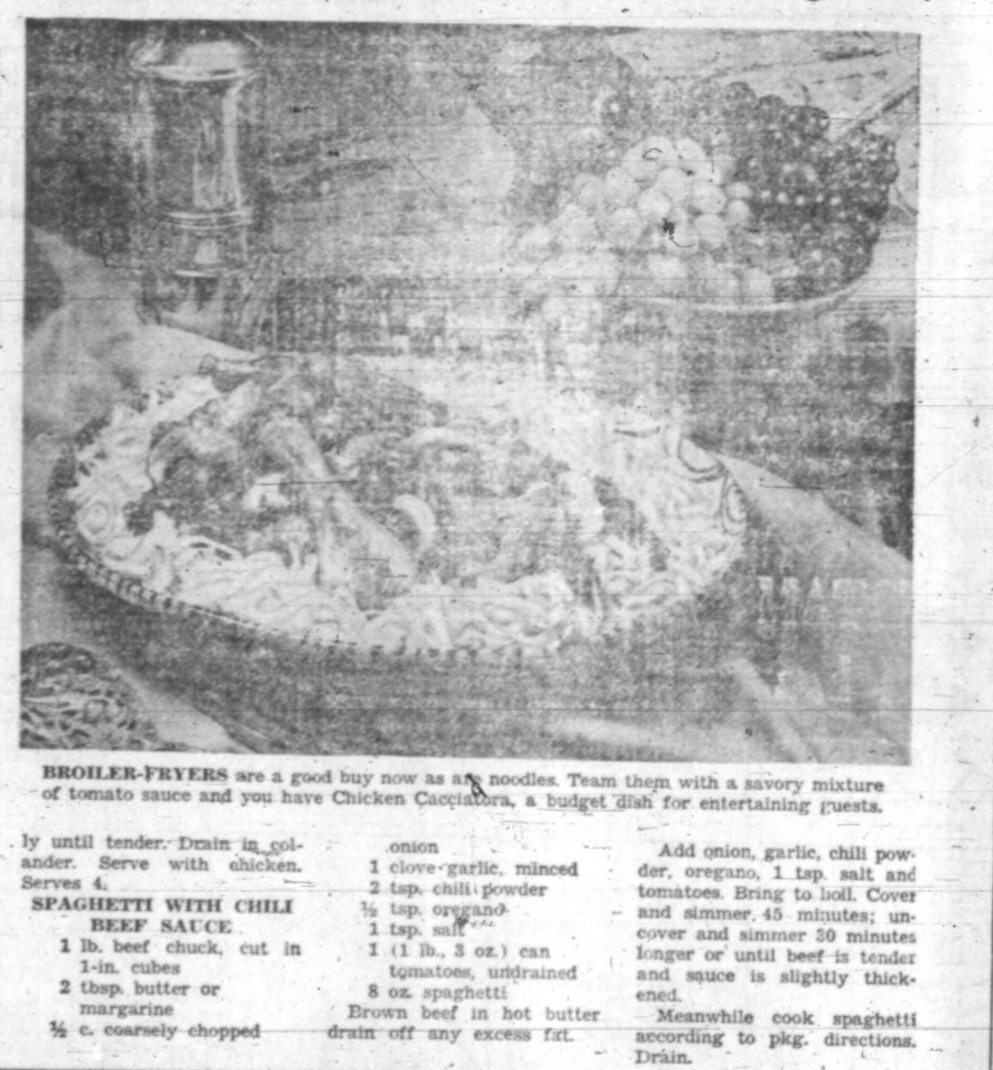 BROILER-FRYERS are a good buy now as are noodles. Team them with a savory mixture
of tomato sauce and you have Chicken Cacciatora, a budget dish for entertaining guests.
ly until tender. Drain in col-
ander. Serve with chicken.
Serves 4.
SPAGHETTI WITH CHILI
BEEF SAUCE
1 lb. beef chuck, cut in
1-in. cubes
2 tbsp. butter or
margarine
½ c. coarsely chopped
onion
1 clove garlic, minced
2 tsp. chili powder
½ tsp. oregano
1 tsp. salt
1 (1 lb., 3 oz.) can
tomatoes, undrained
8 oz. spaghetti
Brown beef in hot butter
drain off any excess fat.
Add onion, garlic, chili pow-
der, oregano, 1 tsp. salt and
tomatoes. Bring to boil. Cover
and simmer 45 minutes; un-
cover and simmer 30 minutes
longer or until beef is tender
and sauce is slightly thick-
ened.
Meanwhile cook spaghetti
according to pkg. directions.
Drain.